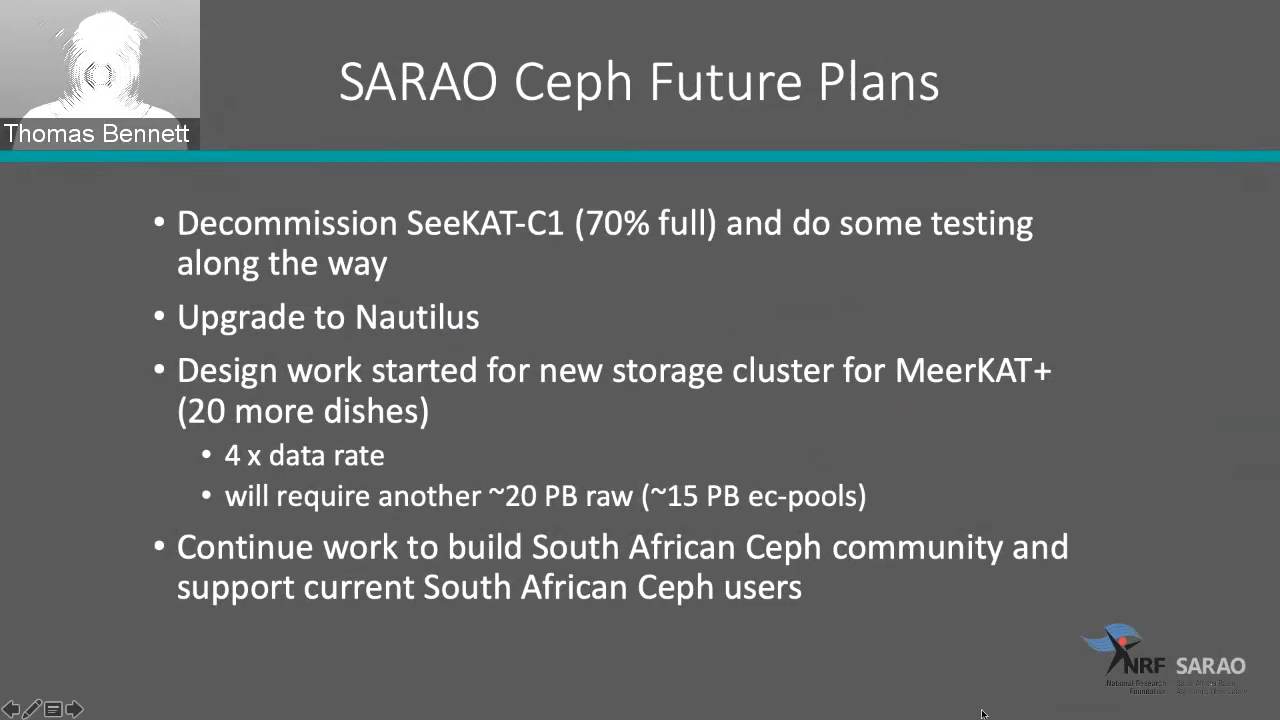 SARAO Ceph Future Plans
Thomas Bennett
• Decommission SeeKAT-C1 (70% full) and do some testing
along the way
• Upgrade to Nautilus
• Design work started for new storage cluster for MeerKAT+
(20 more dishes)
• 4 x data rate
• will require another ~20 PB raw (~15 PB ec-pools)
• Continue work to build South African Ceph community and
support current South African Ceph users
NRF SARAO
National Research
Foundation